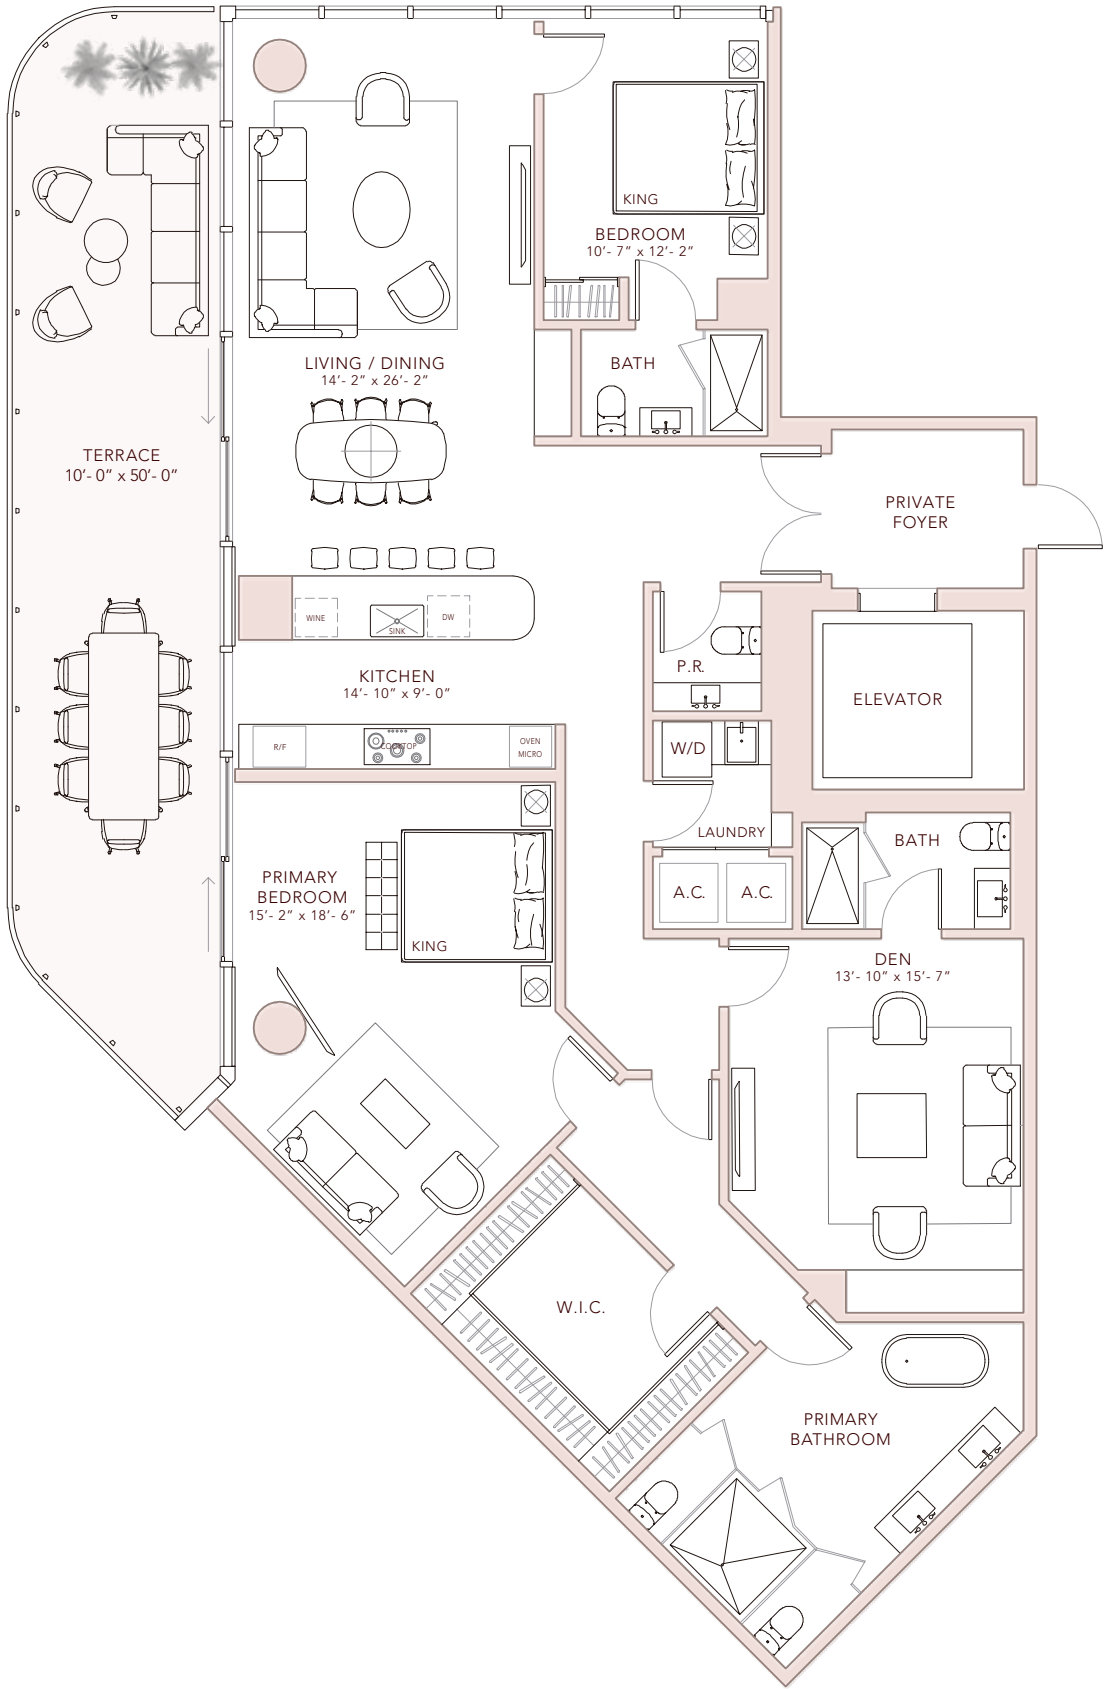 KING
BEDROOM
10'- 7" x 12'- 2"
LIVING / DINING
14'- 2" x 26'- 2"
BATH
TERRACE
10'- 0" x 50'- 0"
PRIVATE
FOYER
WINE
SINK
DW
KITCHEN
14'- 10" x 9'- 0"
P.R.
ELEVATOR
R/F
COOKTOP
OVEN
MICRO
W/D
LAUNDRY
BATH
PRIMARY
BEDROOM
15'- 2" x 18'- 6"
KING
A.C.
A.C.
DEN
13'- 10" x 15'- 7"
W.I.C.
PRIMARY
BATHROOM